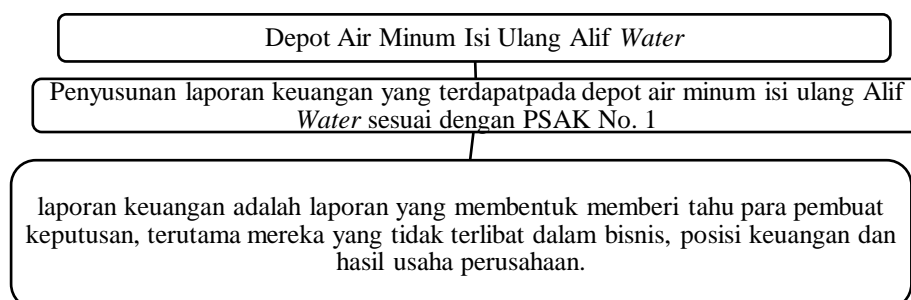 Depot Air Minum Isi Ulang Alif Water
Penyusunan laporan keuangan yang terdapatpada depot air minum isi ulang Alif
Water sesuai dengan PSAK No. 1
laporan keuangan adalah laporan yang membentuk memberi tahu para pembuat
keputusan, terutama mereka yang tidak terlibat dalam bisnis, posisi keuangan dan
hasil usaha perusahaan.